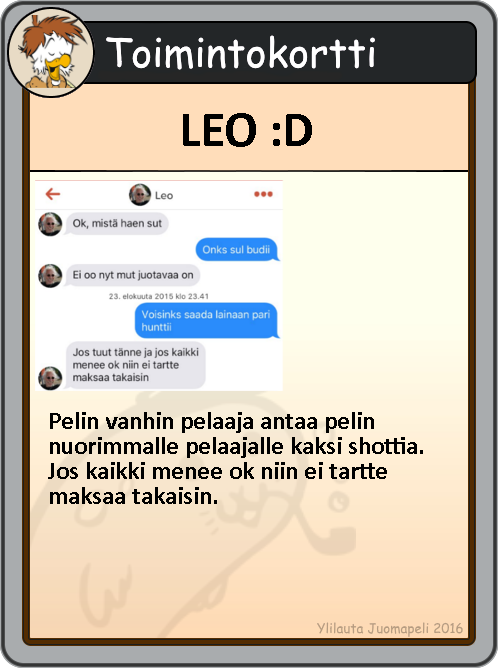 Toimintokortti
LEO :D
Leo
Ok, mistä haen sut
Onks sul budii
Ei oo nyt mut juotavaa on
23. elokuuta 2015 klo 23.41
Voisinks saada lainaan pari
hunttii
Jos tuut tänne ja jos kaikki
menee ok niin ei tartte
maksaa takaisin
Pelin vanhin pelaaja antaa pelin
nuorimmalle pelaajalle kaksi shottia.
Jos kaikki menee ok niin ei tartte
maksaa takaisin.
Ylilauta Juomapeli 2016